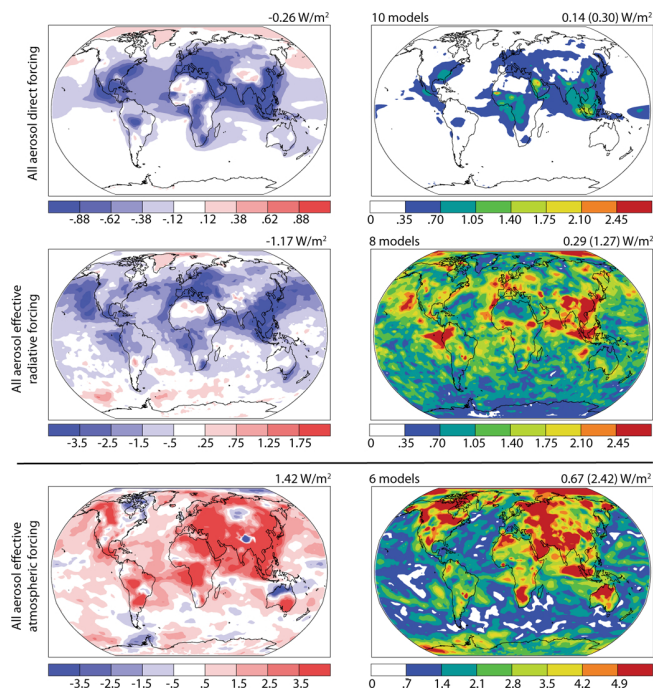 -0.26 W/m²
10 models 0.14 (0.30) W/m²
All aerosol direct forcing
-.88 -.62 -.38 -.12 .12 .38 .62 .88
0 .35 .70 1.05 1.40 1.75 2.10 2.45
-1.17 W/m²
8 models 0.29 (1.27) W/m²
All aerosol effective
radiative forcing
-3.5 -2.5 -1.5 -.5 .25 .75 1.25 1.75
0 .35 .70 1.05 1.40 1.75 2.10 2.45
1.42 W/m²
6 models 0.67 (2.42) W/m²
All aerosol effective
atmospheric forcing
-3.5 -2.5 -1.5 -.5 .5 1.5 2.5 3.5
0 .7 1.4 2.1 2.8 3.5 4.2 4.9